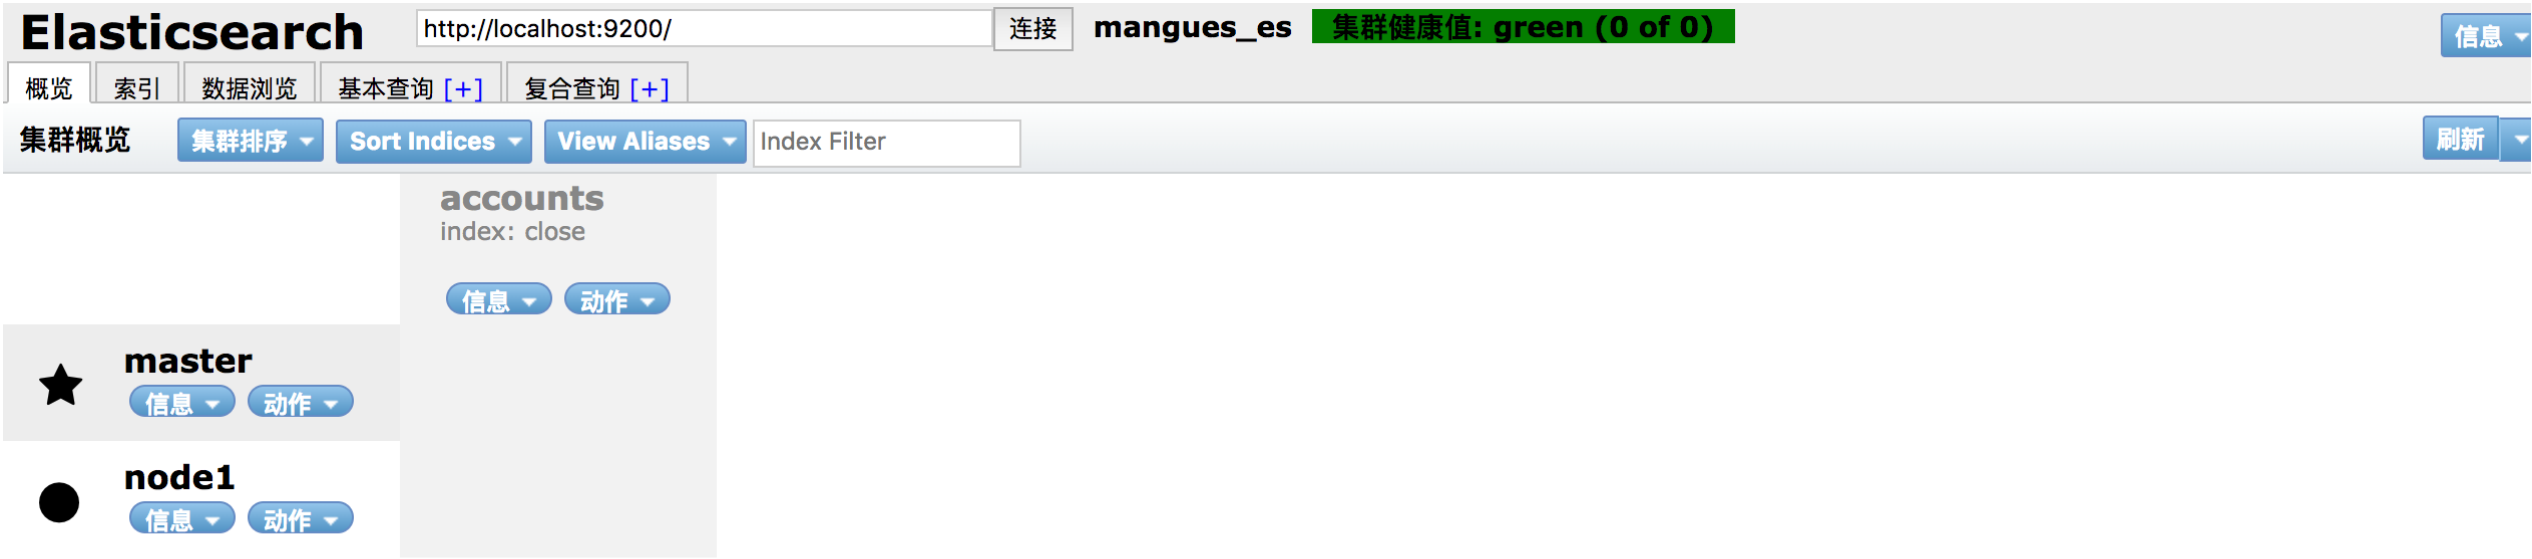 Elasticsearch http://localhost:9200/ 连接 mangues_es 集群健康值: green (0 of 0) 信息
概览 索引 数据浏览 基本查询 [+] 复合查询 [+]
集群概览 集群排序 Sort Indices View Aliases Index Filter 刷新
accounts
index: close
信息 动作
master
信息 动作
node1
信息 动作